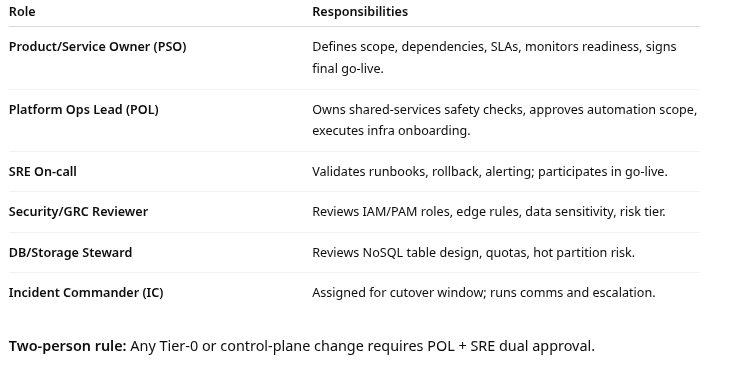 Role Responsibilities
Product/Service Owner (PSO) Defines scope, dependencies, SLAs, monitors readiness, signs
final go-live.
Platform Ops Lead (POL) Owns shared-services safety checks, approves automation scope,
executes infra onboarding.
SRE On-call Validates runbooks, rollback, alerting; participates in go-live.
Security/GRC Reviewer Reviews IAM/PAM roles, edge rules, data sensitivity, risk tier.
DB/Storage Steward Reviews NoSQL table design, quotas, hot partition risk.
Incident Commander (IC) Assigned for cutover window; runs comms and escalation.
Two-person rule: Any Tier-0 or control-plane change requires POL + SRE dual approval.